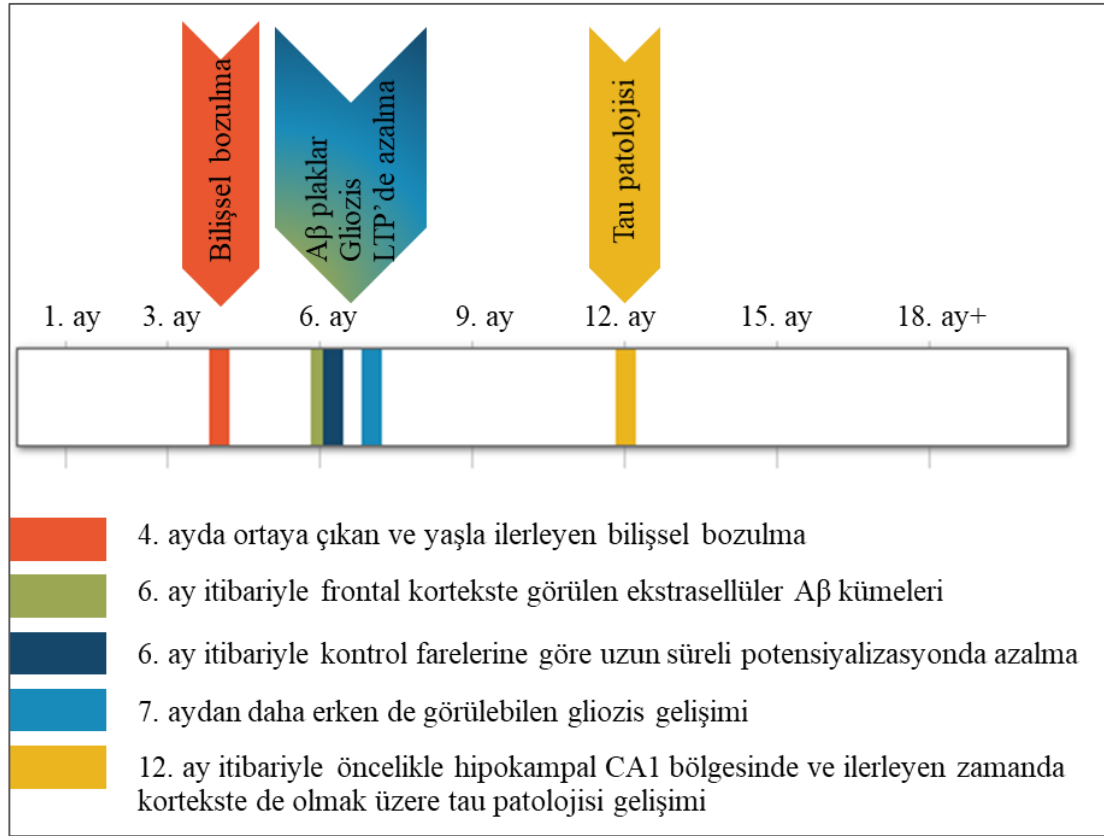 Bilişsel bozulma
Aβ plaklar
Gliozis
LTP’de azalma
Tau patolojisi
1. ay
3. ay
6. ay
9. ay
12. ay
15. ay
18. ay+
4. ayda ortaya çıkan ve yaşla ilerleyen bilişsel bozulma
6. ay itibariyle frontal kortekste görülen ekstrasellüler Aβ kümeleri
6. ay itibariyle kontrol farelerine göre uzun süreli potensiyalizasyonda azalma
7. aydan daha erken de görülebilen gliozis gelişimi
12. ay itibariyle öncelikle hipokampal CA1 bölgesinde ve ilerleyen zamanda
kortekste de olmak üzere tau patolojisi gelişimi